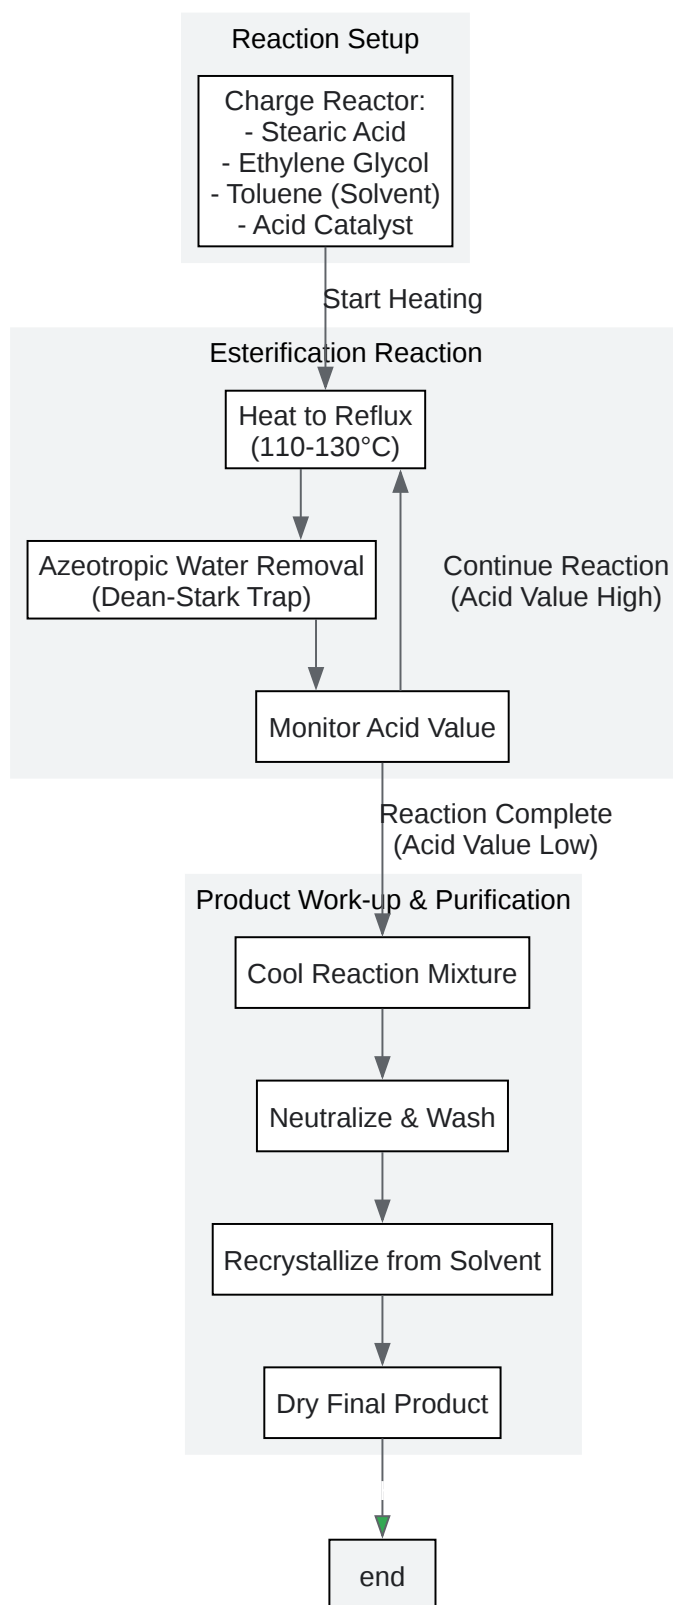 Reaction Setup
Charge Reactor:
- Stearic Acid
- Ethylene Glycol
- Toluene (Solvent)
- Acid Catalyst
Start Heating
Esterification Reaction
Heat to Reflux
(110-130°C)
Azeotropic Water Removal
(Dean-Stark Trap)
Continue Reaction
(Acid Value High)
Monitor Acid Value
Reaction Complete
(Acid Value Low)
Product Work-up & Purification
Cool Reaction Mixture
Neutralize & Wash
Recrystallize from Solvent
Dry Final Product
end